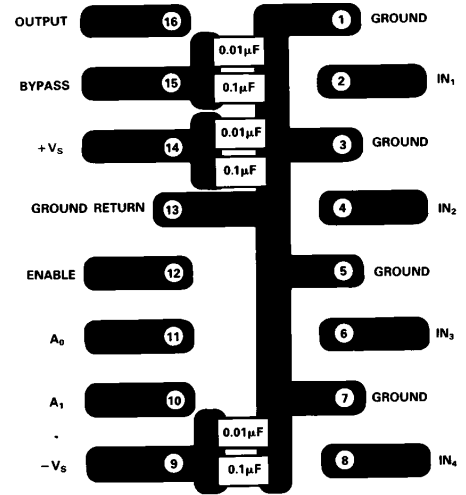 OUTPUT 16 1 GROUND
0.01µF
BYPASS 15 0.1µF 2 IN₁
0.01µF
+Vₛ 14 3 GROUND
0.1µF
GROUND RETURN 13 4 IN₂
ENABLE 12 5 GROUND
A₀ 11 6 IN₃
A₁ 10 7 GROUND
0.01µF
−Vₛ 9 0.1µF 8 IN₄